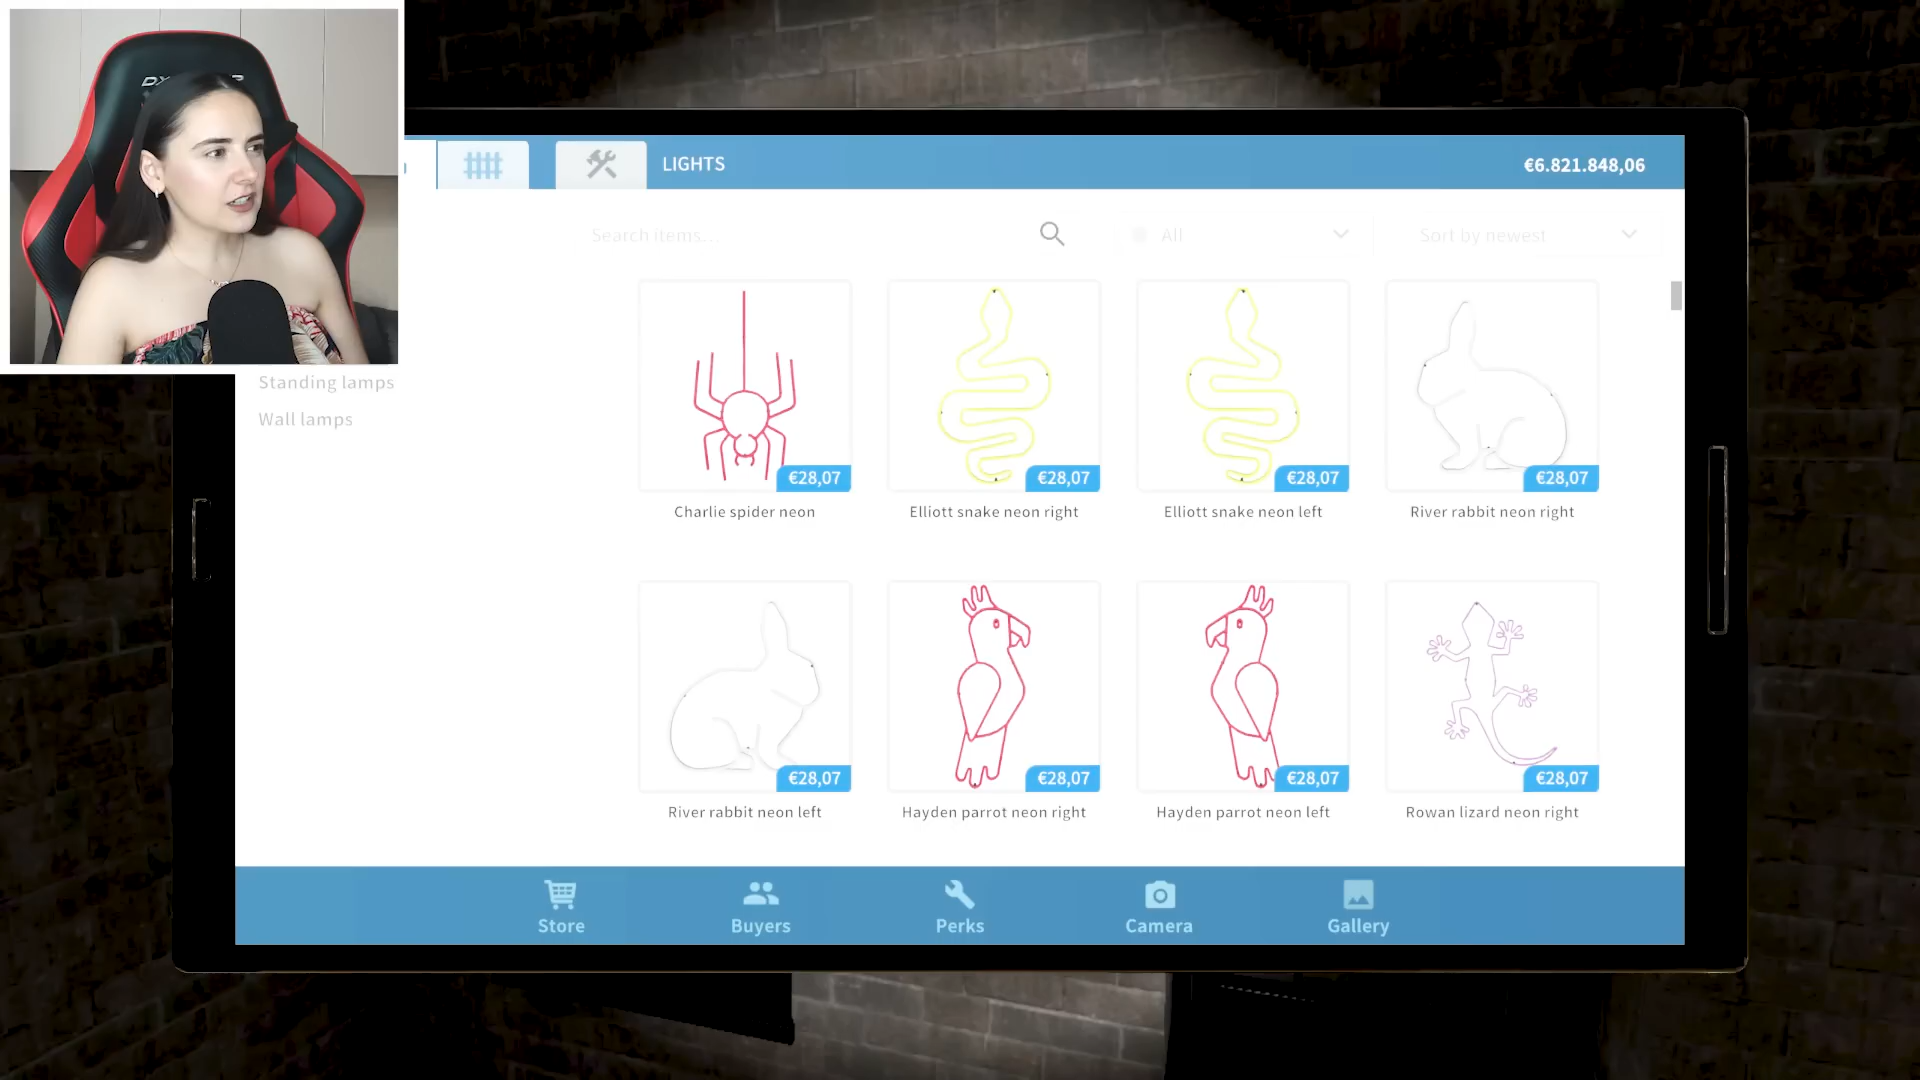 LIGHTS
€6.821.848,06
Search items...
All
Sort by newest
Standing lamps
Wall lamps
€28,07
€28,07
€28,07
€28,07
Charlie spider neon
Elliott snake neon right
Elliott snake neon left
River rabbit neon right
€28,07
€28,07
€28,07
€28,07
River rabbit neon left
Hayden parrot neon right
Hayden parrot neon left
Rowan lizard neon right
Store
Buyers
Perks
Camera
Gallery